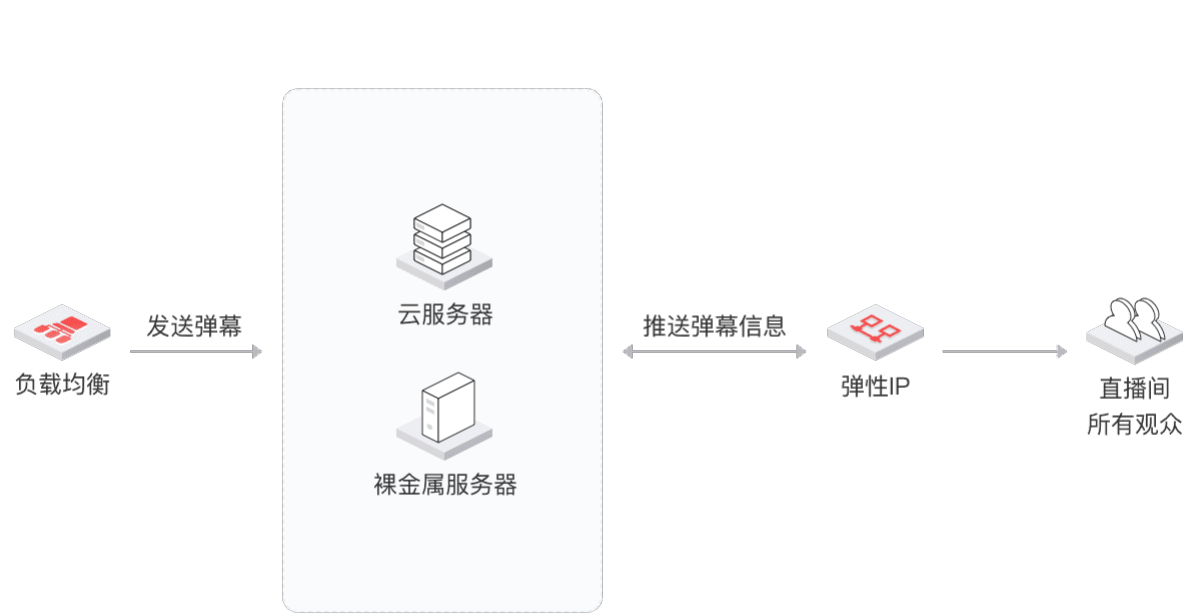 云服务器
发送弹幕
推送弹幕信息
负载均衡
弹性IP
直播间
所有观众
裸金属服务器